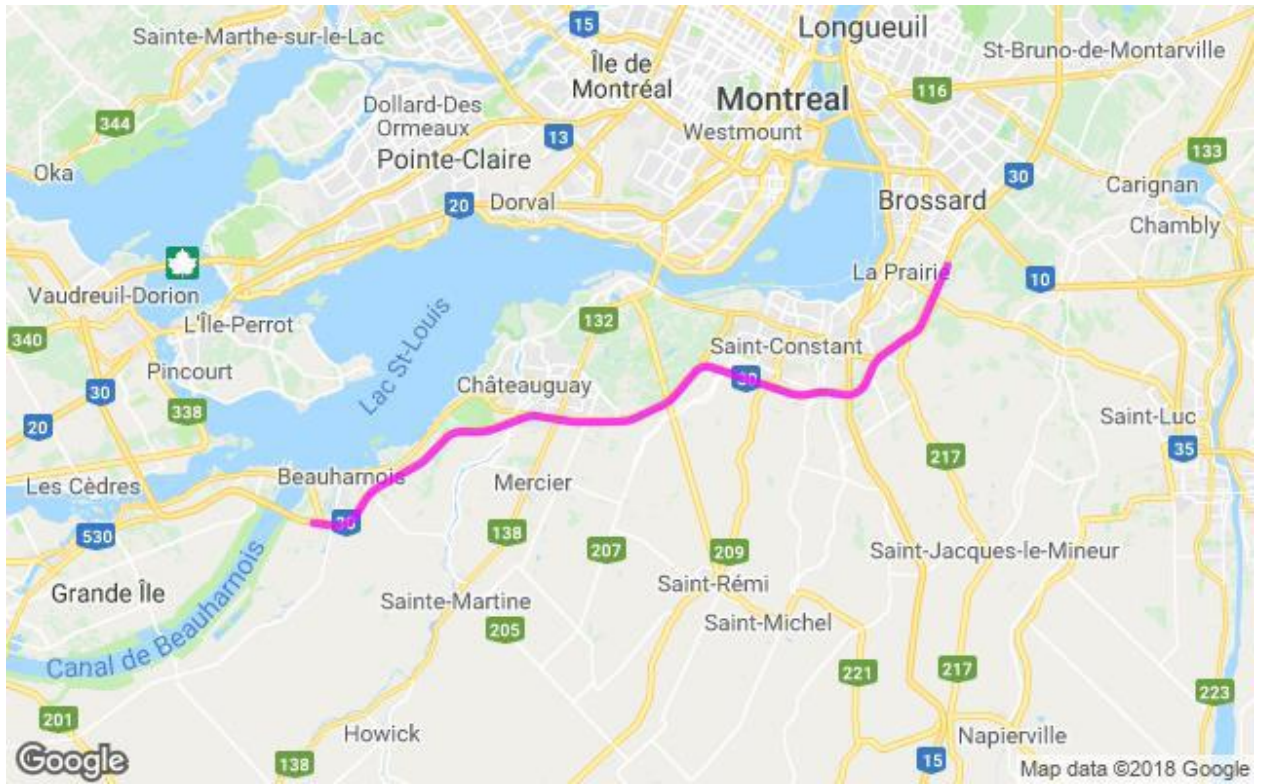 Longueuil
15
Sainte-Marthe-sur-le-Lac
St-Bruno-de-Montarville
Île de
Montréal
116
Montreal
Dollard-Des
Ormeaux
344
13
Westmount
133
Pointe-Claire
Oka
30
Carignan
20
Dorval
Brossard
Chambly
La Prairie
10
Vaudreuil-Dorion
L'Île-Perrot
132
340
Lac St-Louis
Saint-Constant
Pincourt
30
30
Châteauguay
338
20
Saint-Luc
35
217
Beauharnois
Les Cèdres
Mercier
30
530
138
207
209
Saint-Jacques-le-Mineur
Grande Île
Saint-Rémi
Sainte-Martine
Canal de Beauharnois
205
Saint-Michel
221
217
223
201
Howick
Napierville
Google
138
15
Map data ©2018 Google